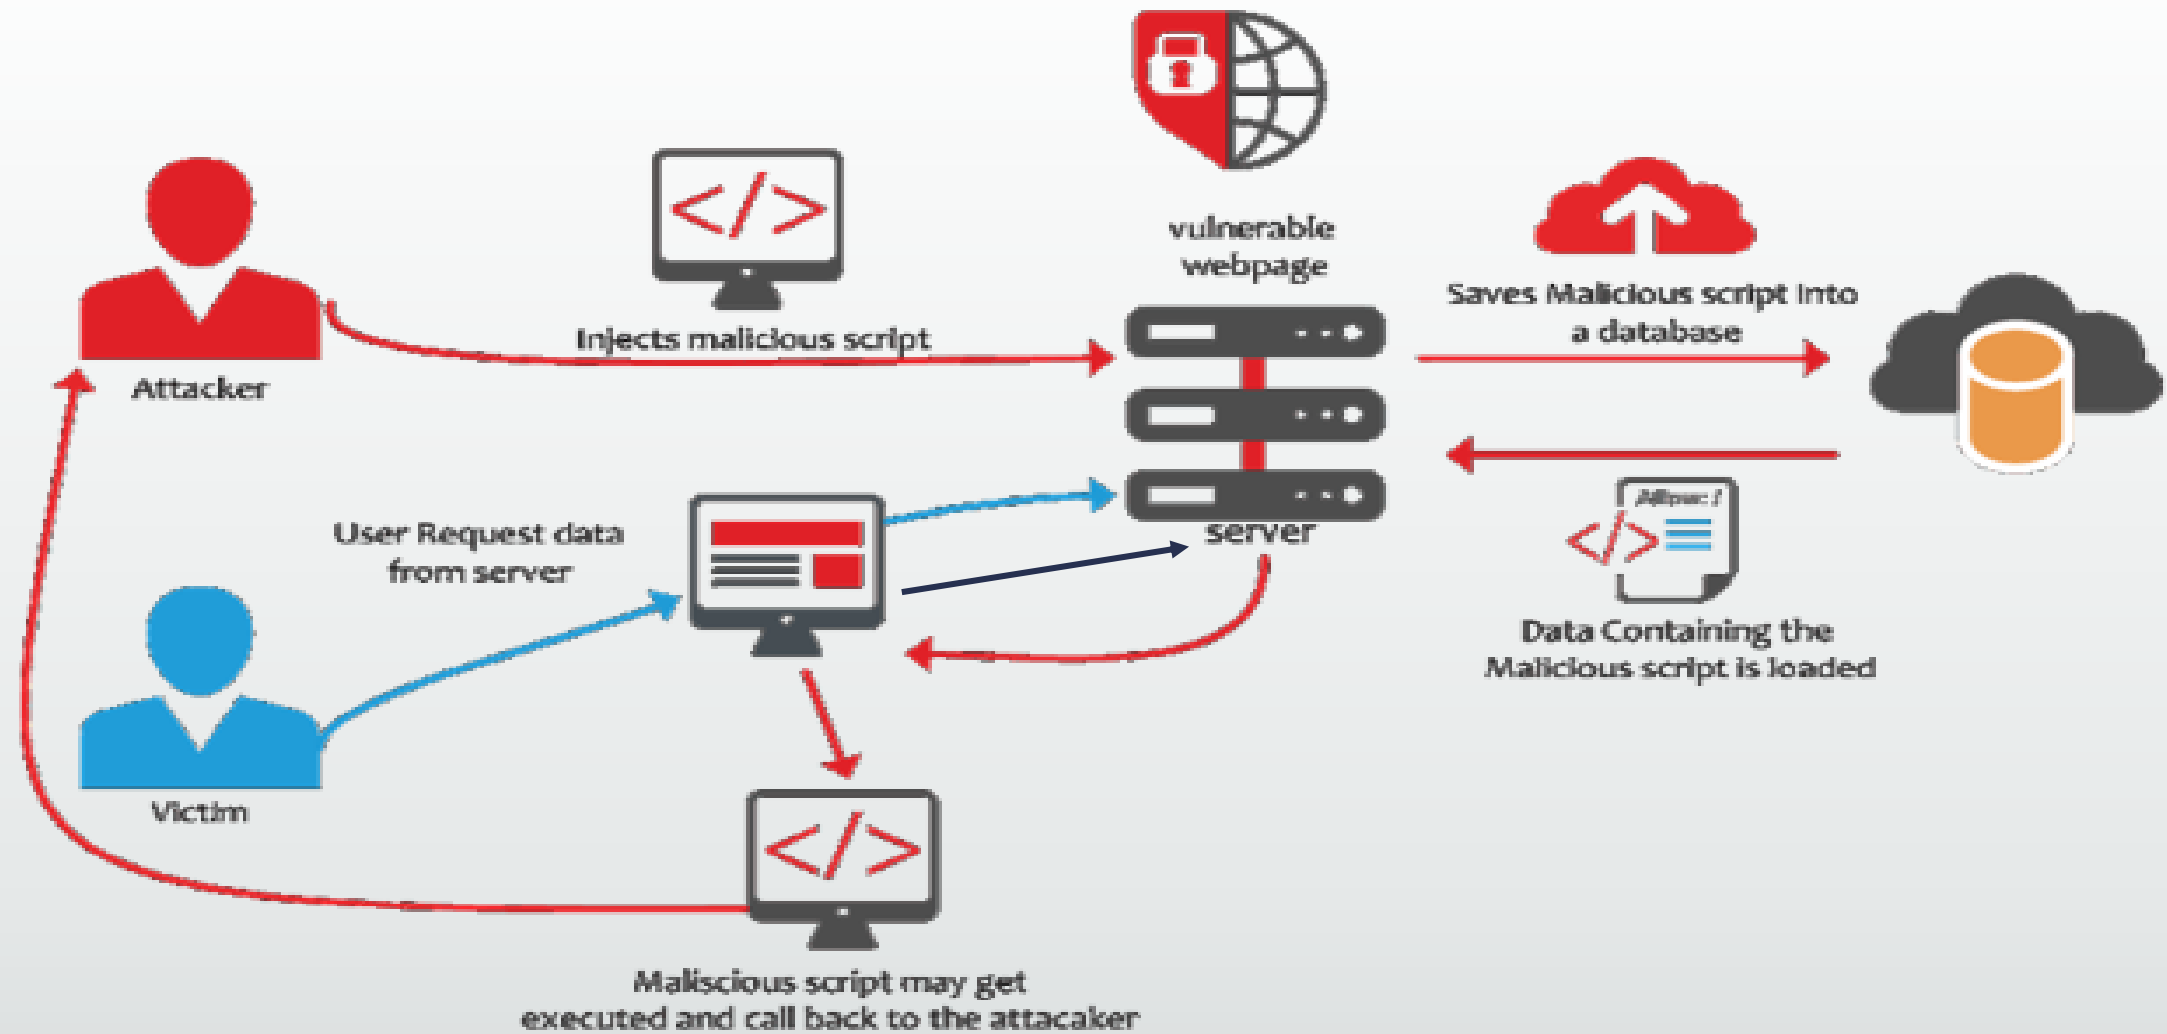 vulnerable
webpage
Saves Malicious script Into
a database
Injects malicious script
Attacker
User Request data
from server
server
Data Containing the
Malicious script is loaded
Victim
Maliscious script may get
executed and call back to the attacaker